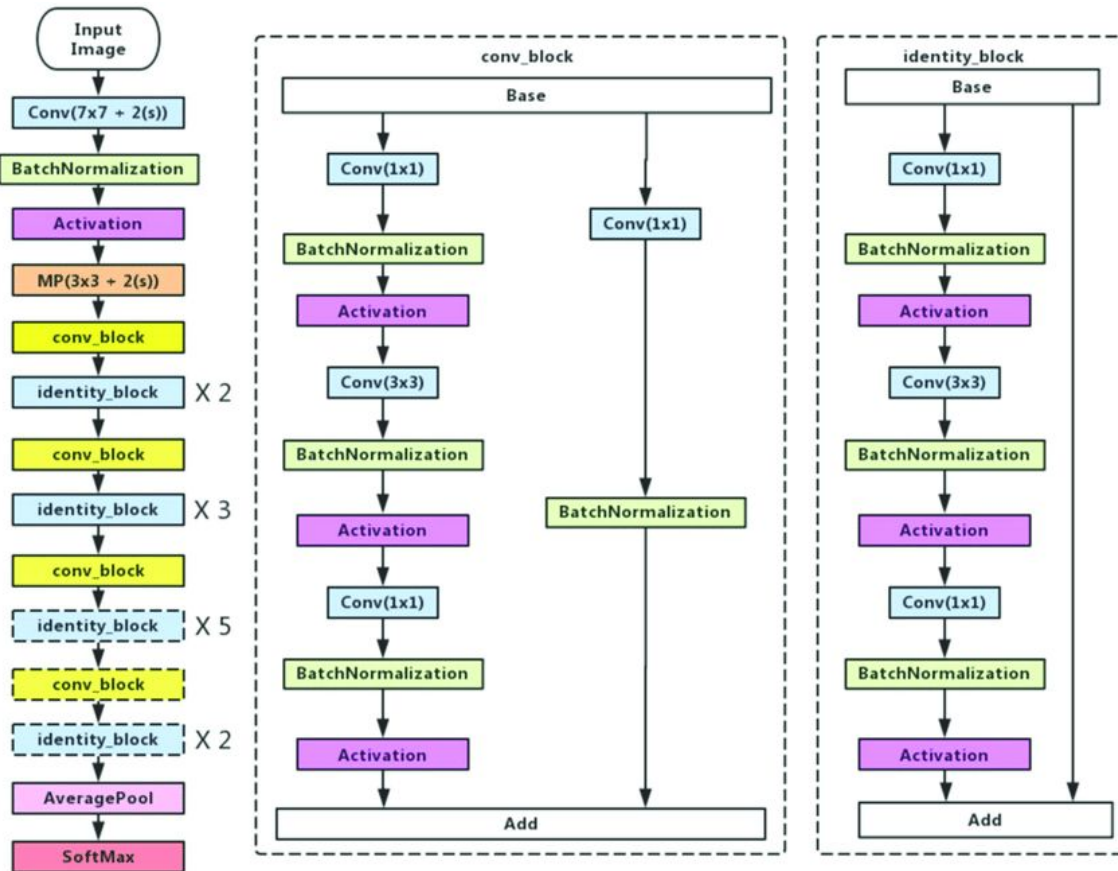 Input
Image
Conv(7x7 + 2(s))
BatchNormalization
Activation
MP(3x3 + 2(s))
conv_block
identity_block X 2
conv_block
identity_block X 3
conv_block
identity_block X 5
conv_block
identity_block X 2
AveragePool
SoftMax
conv_block
Base
Conv(1x1)
BatchNormalization
Activation
Conv(3x3)
BatchNormalization
Activation
Conv(1x1)
BatchNormalization
Activation
Conv(1x1)
BatchNormalization
Add
identity_block
Base
Conv(1x1)
BatchNormalization
Activation
Conv(3x3)
BatchNormalization
Activation
Conv(1x1)
BatchNormalization
Activation
Add